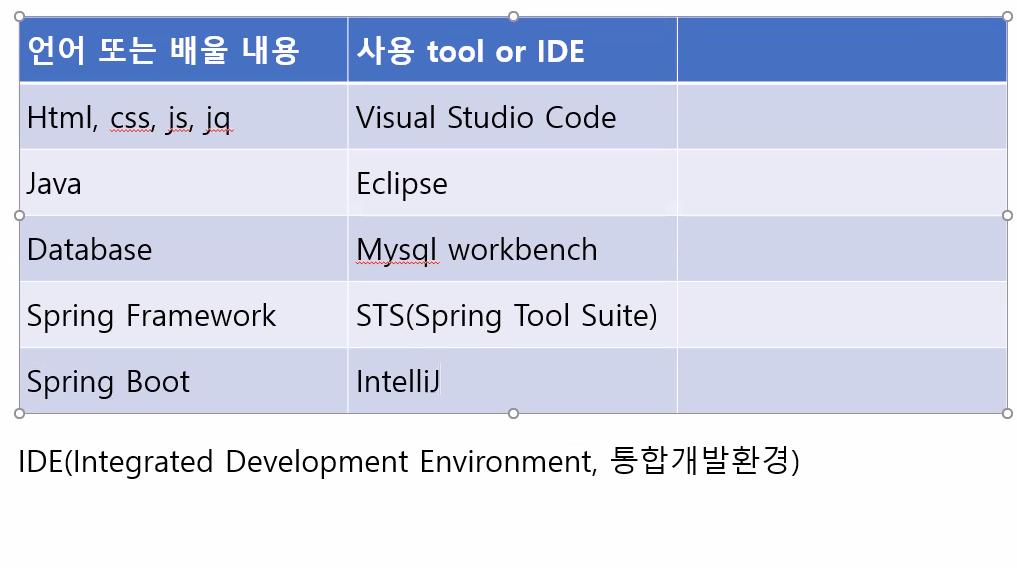 언어 또는 배울 내용 사용 tool or IDE
Html, css, js, jq Visual Studio Code
Java Eclipse
Database Mysql workbench
Spring Framework STS(Spring Tool Suite)
Spring Boot IntelliJ
IDE(Integrated Development Environment, 통합개발환경)